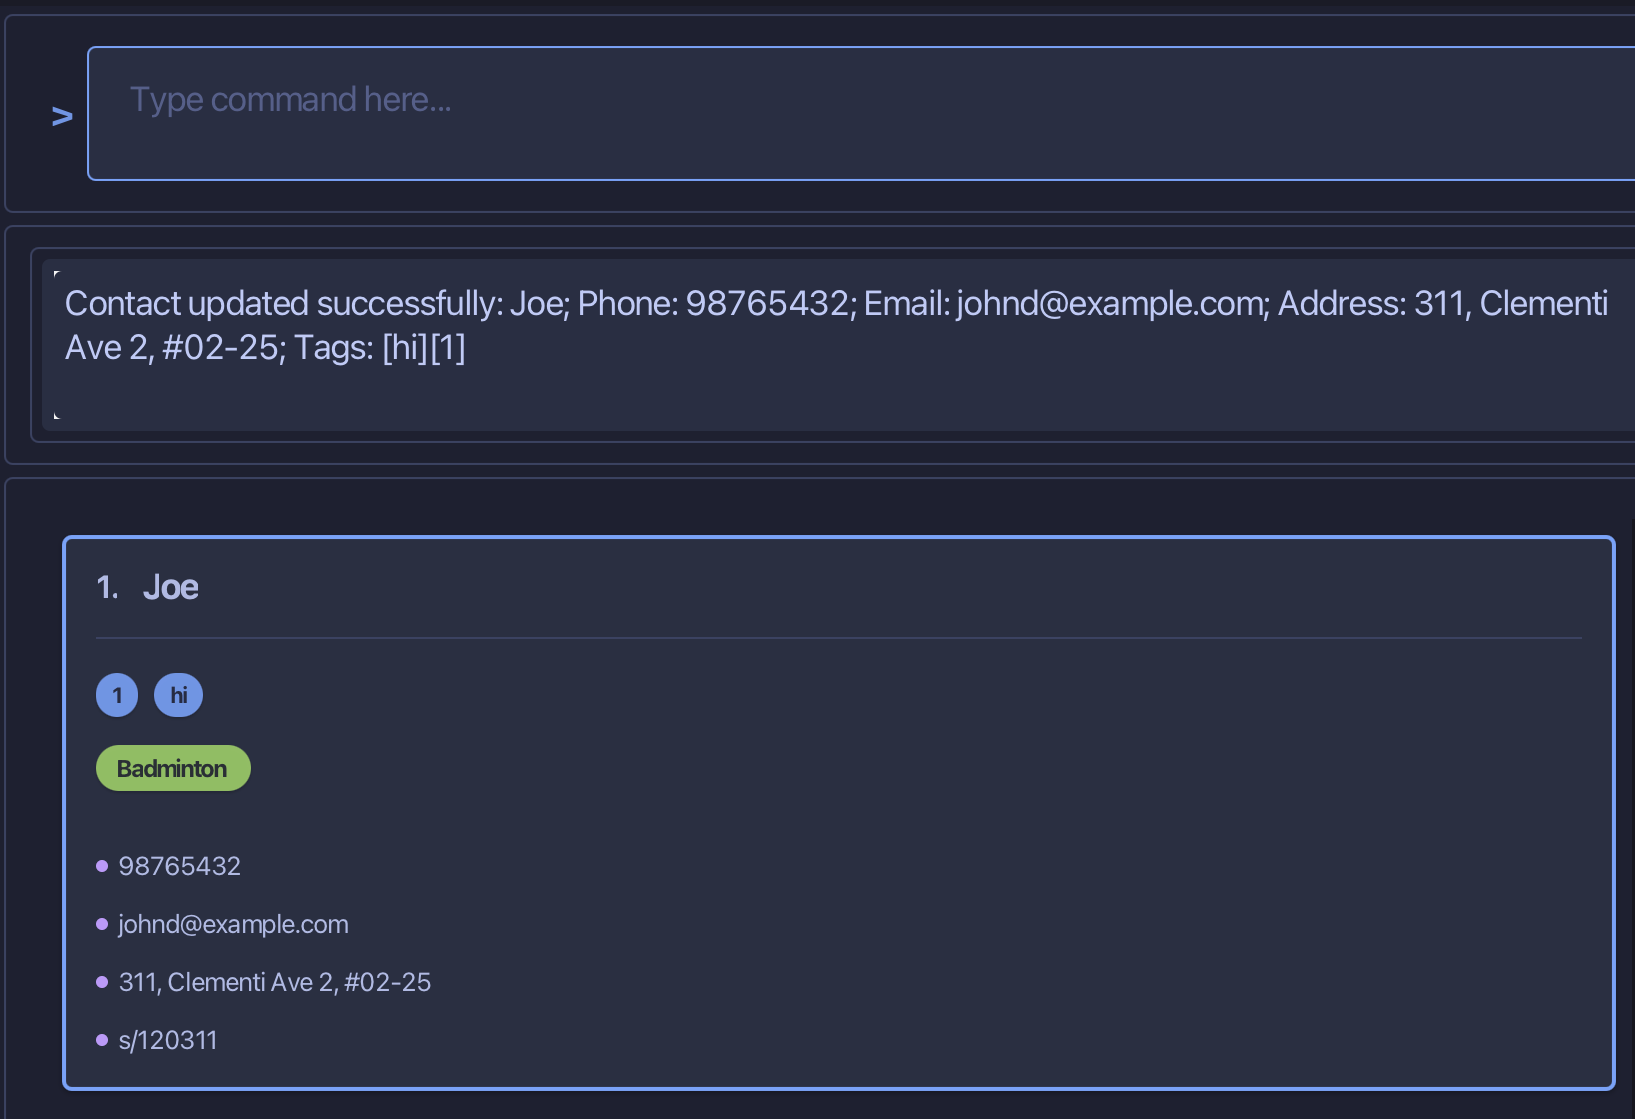 >
Type command here...
Contact updated successfully: Joe; Phone: 98765432; Email: johnd@example.com; Address: 311, Clementi
Ave 2, #02-25; Tags: [hi][1]
1. Joe
1 hi
Badminton
98765432
johnd@example.com
311, Clementi Ave 2, #02-25
s/120311